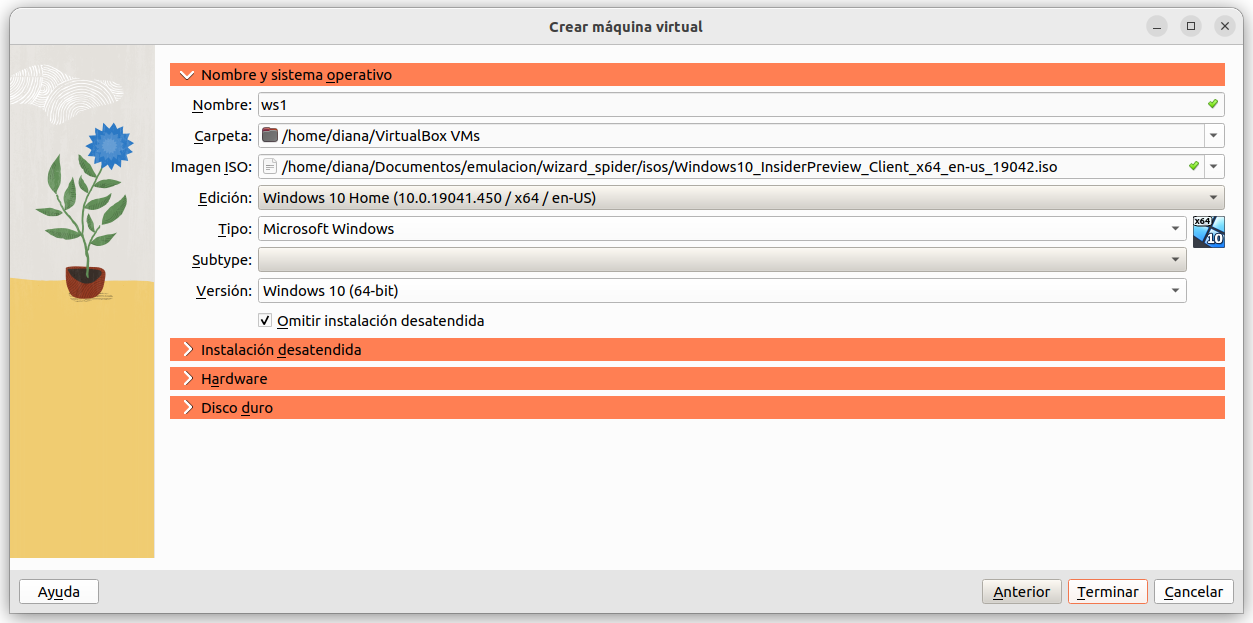 Crear máquina virtual
Nombre y sistema operativo
Nombre: ws1
Carpeta: /home/diana/VirtualBox VMs
Imagen ISO: /home/diana/Documentos/emulacion/wizard_spider/isos/Windows10_InsiderPreview_Client_x64_en-us_19042.iso
Edición: Windows 10 Home (10.0.19041.450 / x64 / en-US)
Tipo: Microsoft Windows
x64
10
Subtype:
Versión: Windows 10 (64-bit)
Omitir instalación desatendida
Instalación desatendida
Hardware
Disco duro
Ayuda Anterior Terminar Cancelar